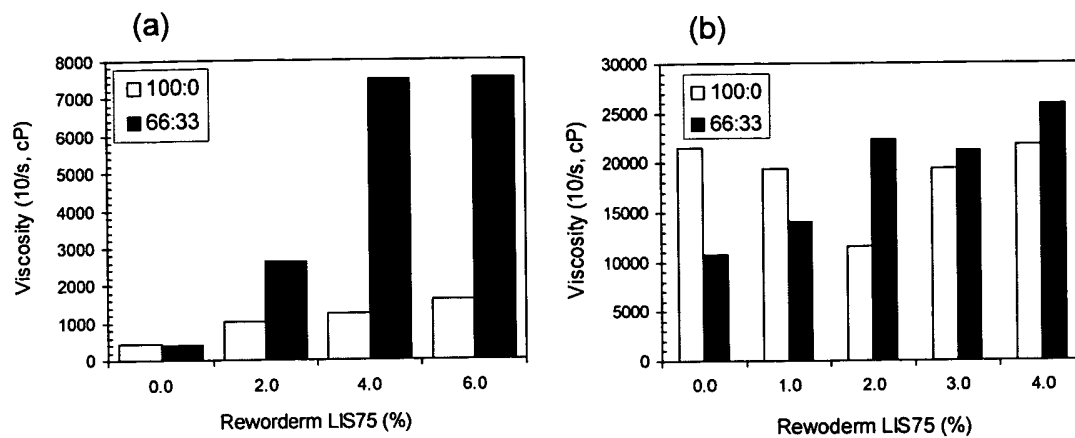 (a)
8000
7000
6000
5000
4000
3000
2000
1000
0
Viscosity (10/s, cP)
100:0
66:33
0.0 2.0 4.0 6.0
Reworderm LIS75 (%)
(b)
30000
25000
20000
15000
10000
5000
0
Viscosity (10/s, cP)
100:0
66:33
0.0 1.0 2.0 3.0 4.0
Rewoderm LIS75 (%)